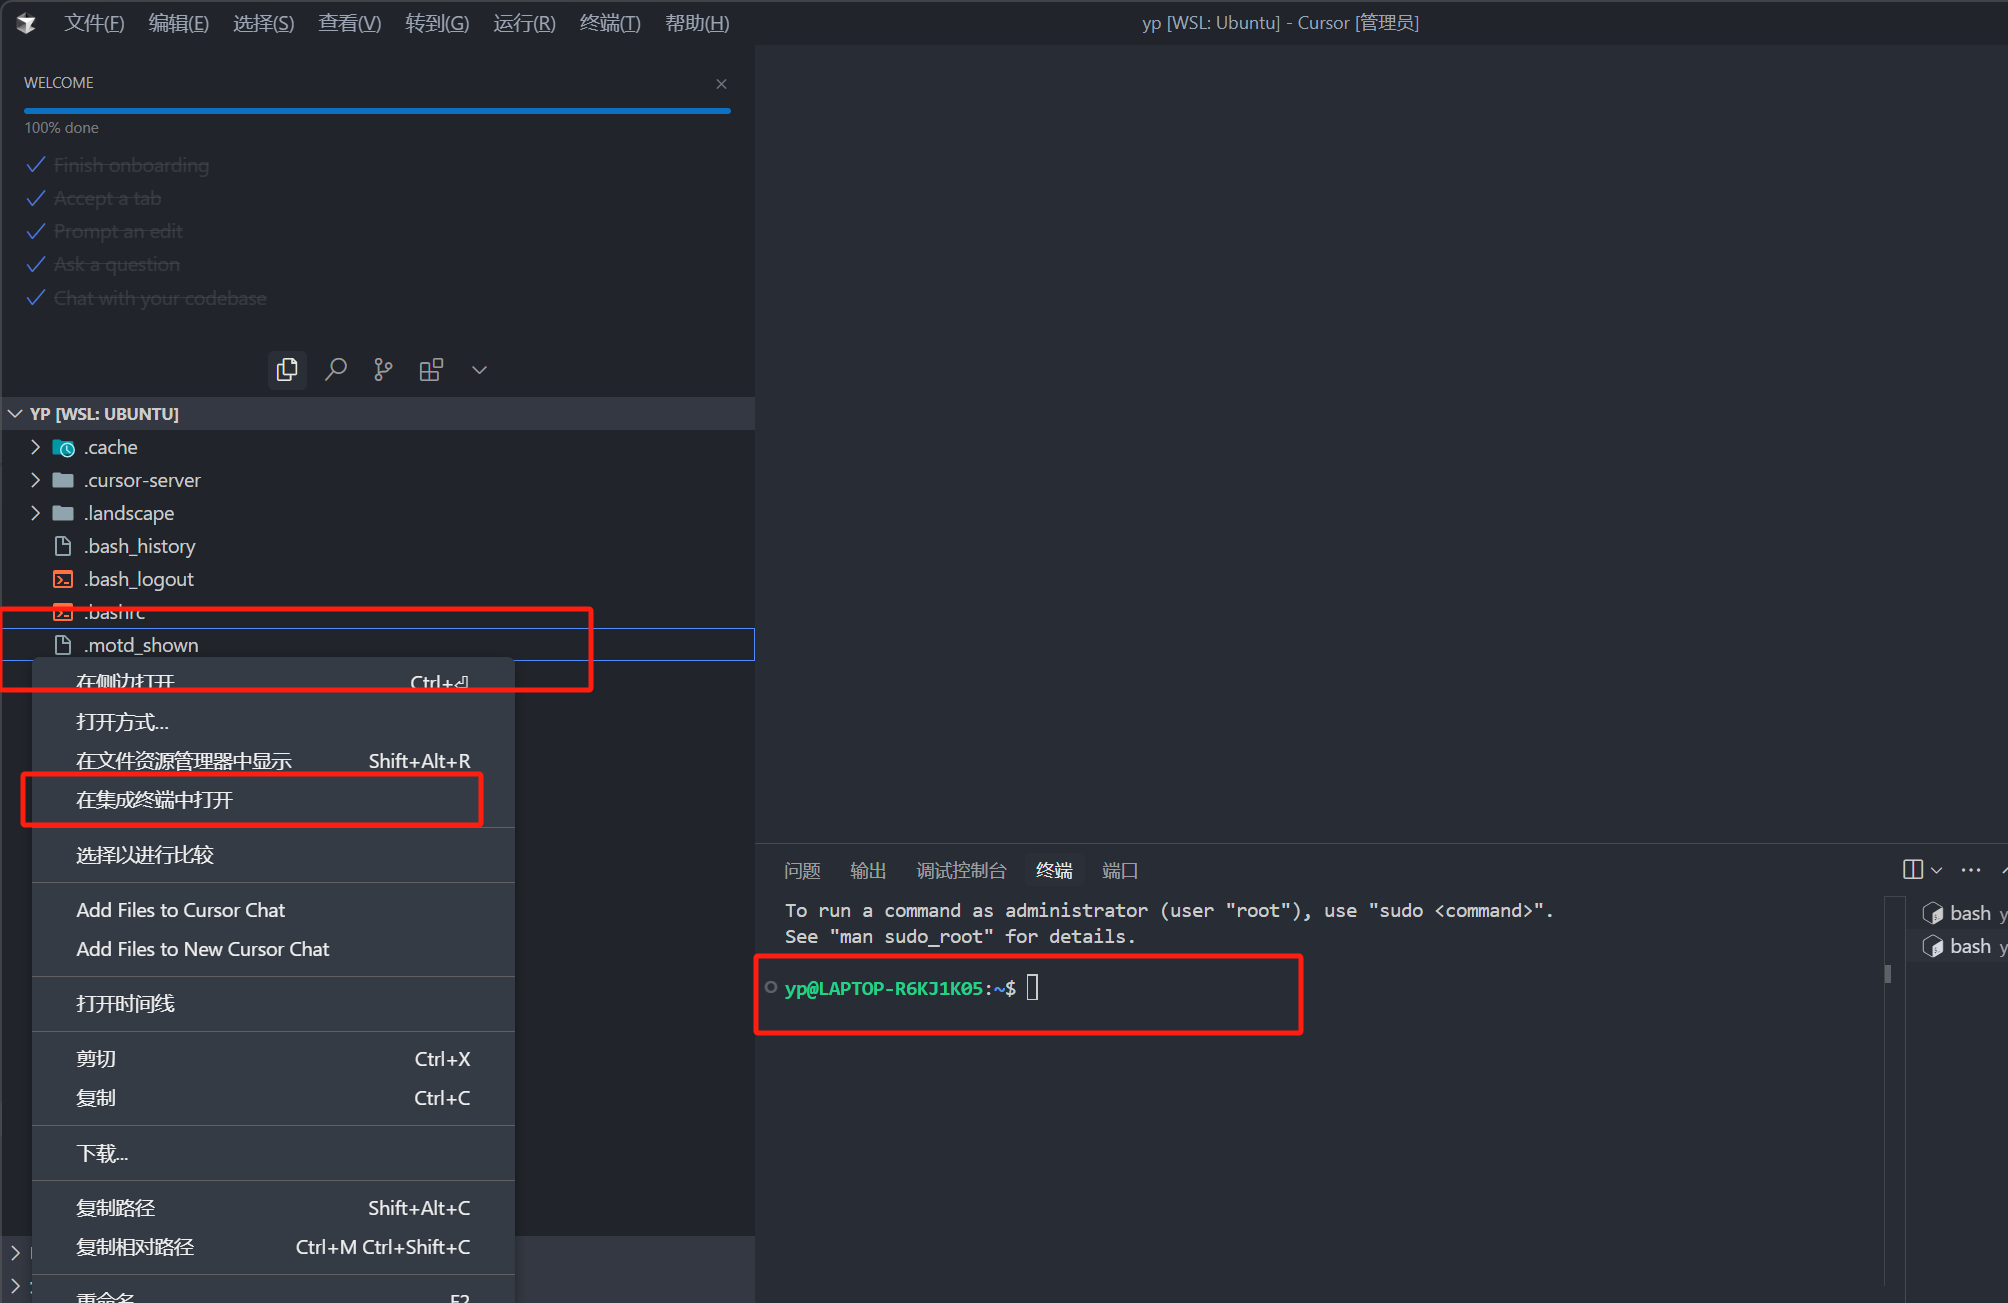 文件(F) 编辑(E) 选择(S) 查看(V) 转到(G) 运行(R) 终端(T) 帮助(H) yp [WSL: Ubuntu] - Cursor [管理员]
WELCOME
100% done
Finish onboarding
Accept a tab
Prompt an edit
Ask a question
Chat with your codebase
YP [WSL: UBUNTU]
.cache
.cursor-server
.landscape
.bash_history
.bash_logout
.bashrc
.motd_shown
在侧边打开 Ctrl+⏎
打开方式...
在文件资源管理器中显示 Shift+Alt+R
在集成终端中打开
选择以进行比较
Add Files to Cursor Chat
Add Files to New Cursor Chat
打开时间线
剪切 Ctrl+X
复制 Ctrl+C
下载...
复制路径 Shift+Alt+C
复制相对路径 Ctrl+M Ctrl+Shift+C
重命名 F2
问题 输出 调试控制台 终端 端口
To run a command as administrator (user "root"), use "sudo <command>".
See "man sudo_root" for details.
yp@LAPTOP-R6KJ1K05:~$
bash y
bash y